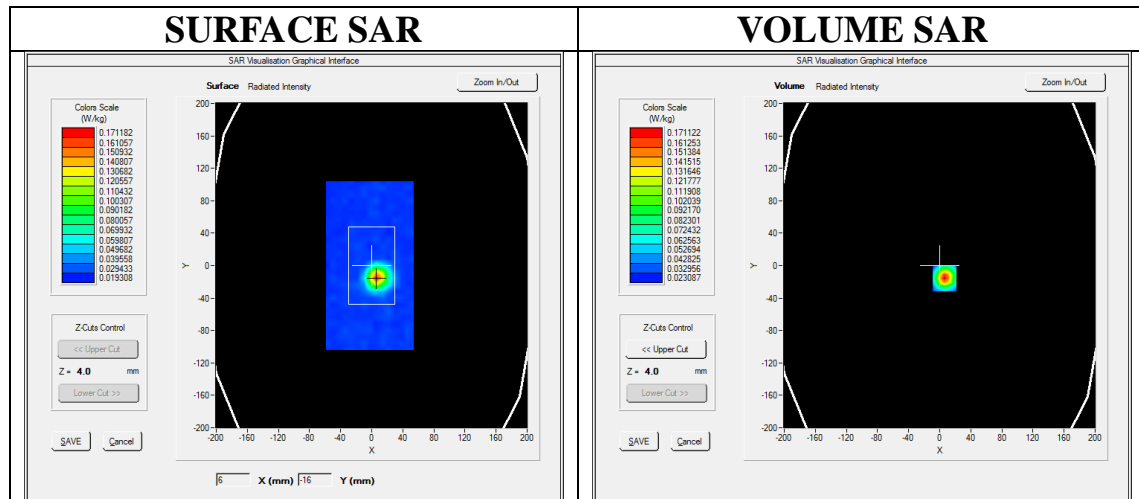 SURFACE SAR
SAR Visualisation Graphical Interface
Surface Radiated Intensity
Zoom In/Out
Colors Scale
(W/kg)
0.171182
0.161057
0.150932
0.140807
0.130682
0.120557
0.110432
0.100307
0.090182
0.080057
0.069932
0.059807
0.049682
0.039558
0.029433
0.019308
Z-Cuts Control
<< Upper Cut
Z = 4.0 mm
Lower Cut >>
SAVE Cancel
200
160
120
80
40
0
-40
-80
-120
-160
-200
Y
-200 -160 -120 -80 -40 0 40 80 120 160 200
X
6 X (mm) -16 Y (mm)
VOLUME SAR
SAR Visualisation Graphical Interface
Volume Radiated Intensity
Zoom In/Out
Colors Scale
(W/kg)
0.171122
0.161253
0.151384
0.141515
0.131646
0.121777
0.111908
0.102039
0.092170
0.082301
0.072432
0.062563
0.052694
0.042825
0.032956
0.023087
Z-Cuts Control
<< Upper Cut
Z = 4.0 mm
Lower Cut >>
SAVE Cancel
200
160
120
80
40
0
-40
-80
-120
-160
-200
Y
-200 -160 -120 -80 -40 0 40 80 120 160 200
X